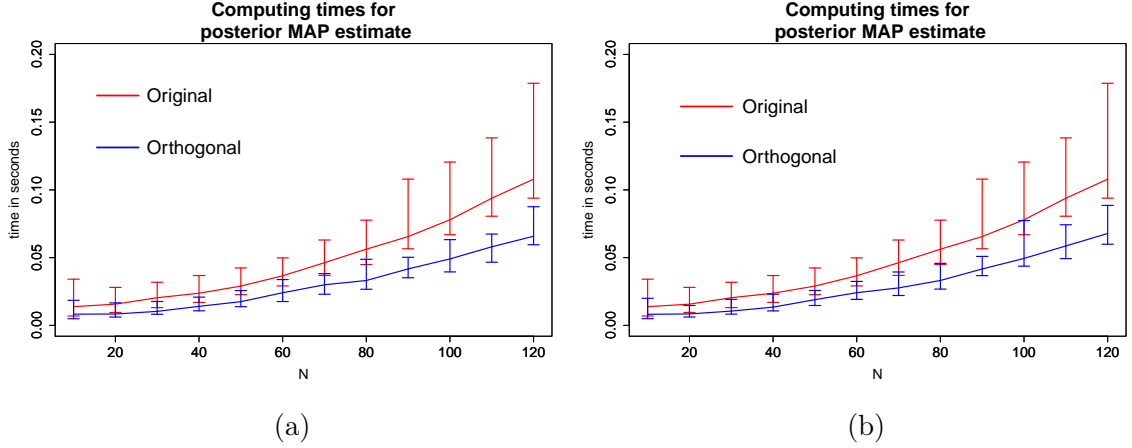 Computing times for
posterior MAP estimate
time in seconds
0.20
0.15
0.10
0.05
0.00
Original
Orthogonal
20 40 60 80 100 120
N
(a)
Computing times for
posterior MAP estimate
time in seconds
0.20
0.15
0.10
0.05
0.00
Original
Orthogonal
20 40 60 80 100 120
N
(b)